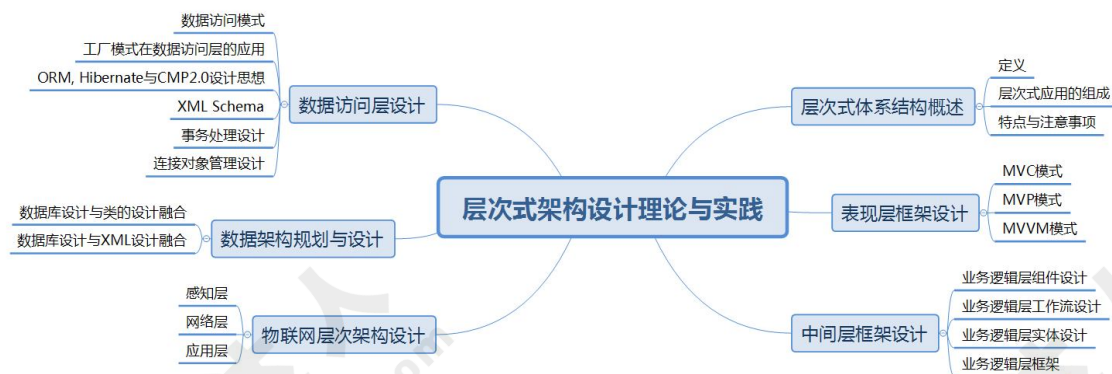 层次式架构设计理论与实践
层次式体系结构概述
定义
层次式应用的组成
特点与注意事项
表现层框架设计
MVC模式
MVP模式
MVVM模式
中间层框架设计
业务逻辑层组件设计
业务逻辑层工作流设计
业务逻辑层实体设计
业务逻辑层框架
数据访问层设计
数据访问模式
工厂模式在数据访问层的应用
ORM, Hibernate与CMP2.0设计思想
XML Schema
事务处理设计
连接对象管理设计
数据架构规划与设计
数据库设计与类的设计融合
数据库设计与XML设计融合
物联网层次架构设计
感知层
网络层
应用层